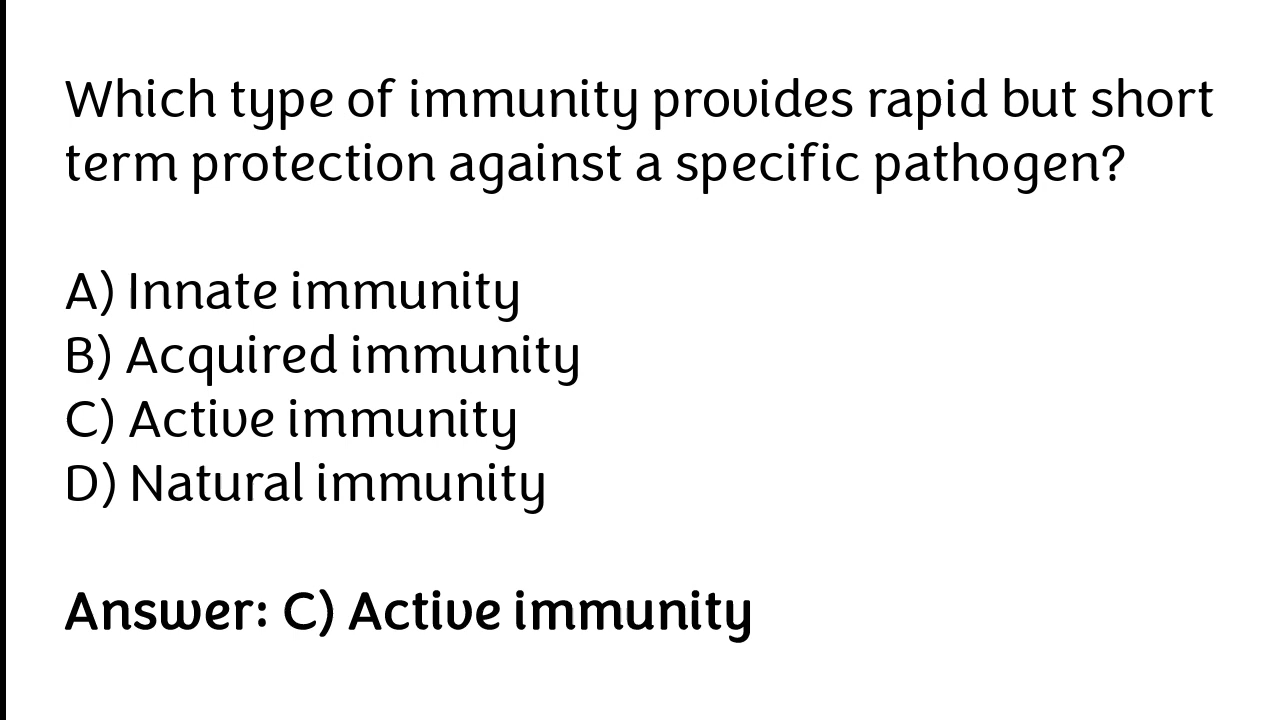 Which type of immunity provides rapid but short
term protection against a specific pathogen?
A) Innate immunity
B) Acquired immunity
C) Active immunity
D) Natural immunity
Answer: C) Active immunity